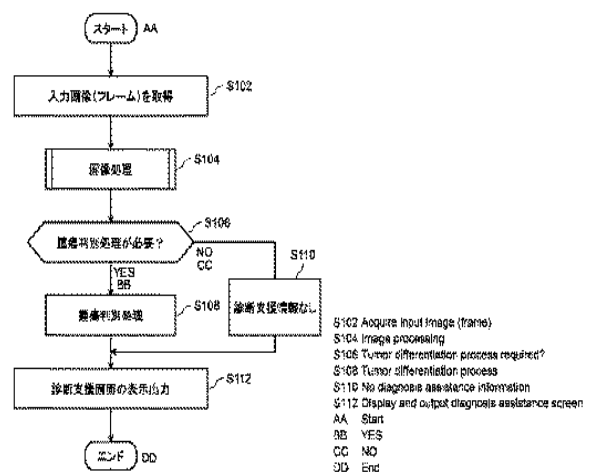 スタート AA
入力画像(フレーム)を取得 S102
画像処理 S104
腫瘍判別処理が必要? S106
NO
CC
YES
BB
S110
診断支援情報なし
腫瘍判別処理 S108
診断支援画面の表示出力 S112
エンド DD
S102 Acquire input image (frame)
S104 Image processing
S106 Tumor differentiation process required?
S108 Tumor differentiation process
S110 No diagnosis assistance information
S112 Display and output diagnosis assistance screen
AA Start
BB YES
CC NO
DD End